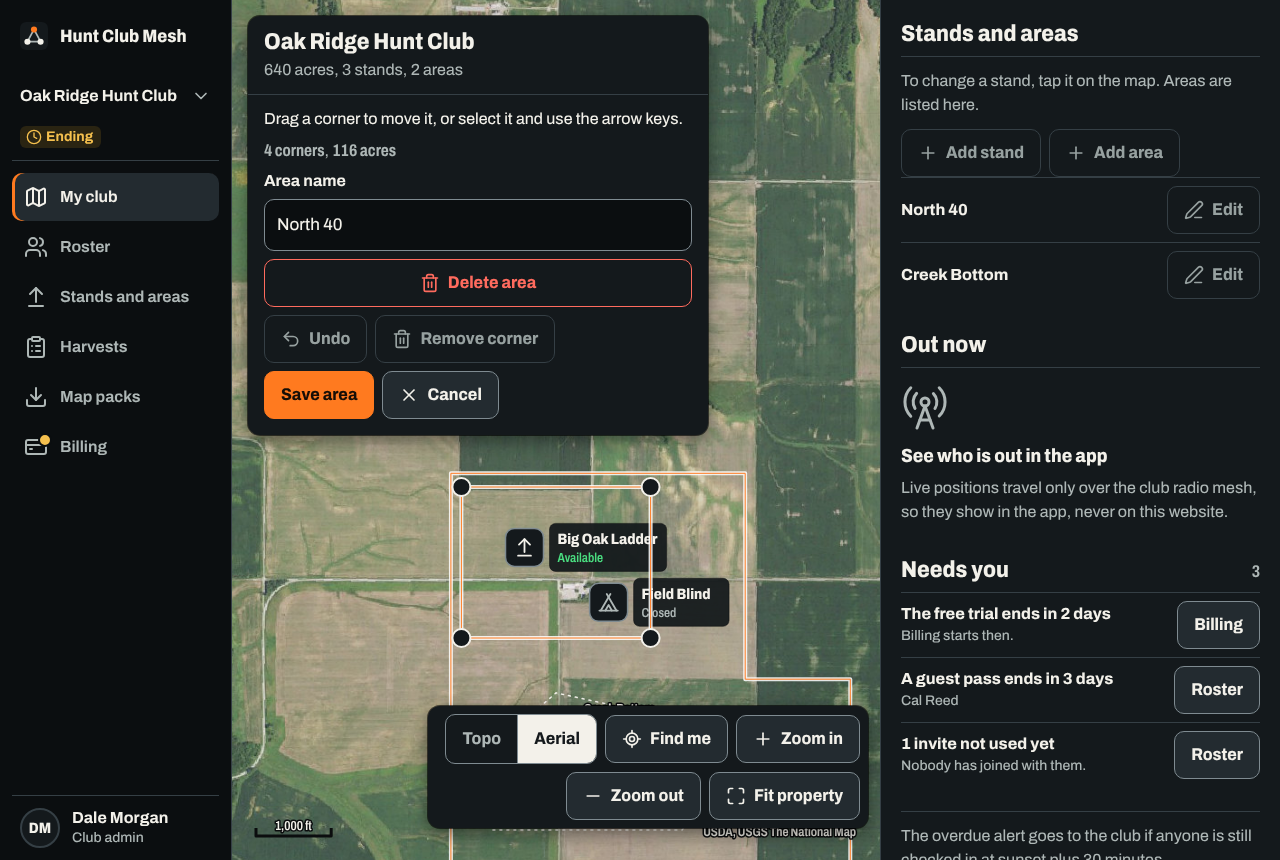 Hunt Club Mesh
Oak Ridge Hunt Club
Ending
My club
Roster
Stands and areas
Harvests
Map packs
Billing
DM
Dale Morgan
Club admin
Oak Ridge Hunt Club
640 acres, 3 stands, 2 areas
Drag a corner to move it, or select it and use the arrow keys.
4 corners, 116 acres
Area name
North 40
Delete area
Undo
Remove corner
Save area
Cancel
Big Oak Ladder
Available
Field Blind
Closed
Topo
Aerial
Find me
Zoom in
Zoom out
Fit property
1,000 ft
USDA, USGS The National Map
Stands and areas
To change a stand, tap it on the map. Areas are
listed here.
Add stand
Add area
North 40
Edit
Creek Bottom
Edit
Out now
See who is out in the app
Live positions travel only over the club radio mesh,
so they show in the app, never on this website.
Needs you
3
The free trial ends in 2 days
Billing starts then.
Billing
A guest pass ends in 3 days
Cal Reed
Roster
1 invite not used yet
Nobody has joined with them.
Roster
The overdue alert goes to the club if anyone is still
checked in at sunset plus 30 minutes